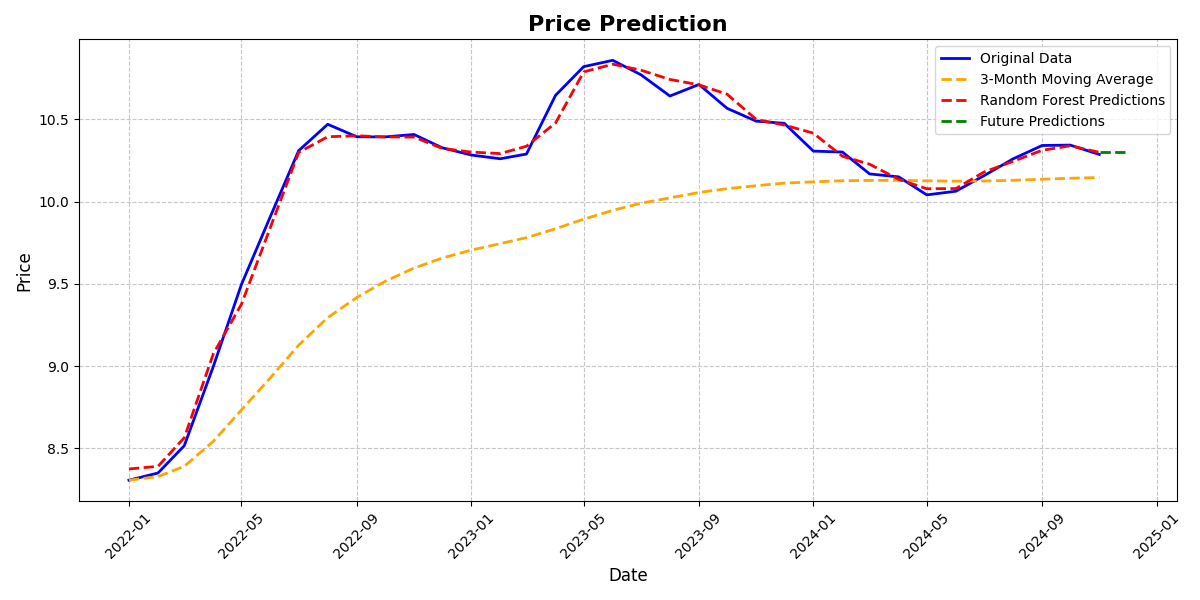 Price Prediction
Original Data
3-Month Moving Average
Random Forest Predictions
Future Predictions
Price
10.5
10.0
9.5
9.0
8.5
2022-01
2022-05
2022-09
2023-01
2023-05
2023-09
2024-01
2024-05
2024-09
2025-01
Date